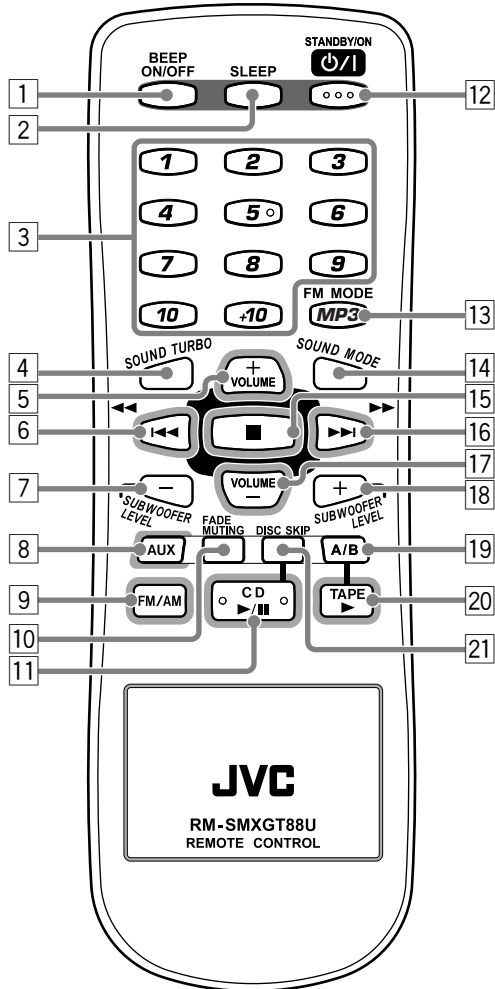 STANDBY/ON
BEEP
ON/OFF
SLEEP
⏻/I
1
2
12
1 2 3
4 5 6
3
7 8 9
FM MODE
10 +10 MP3
13
SOUND TURBO
SOUND MODE
4
14
+
VOLUME
5
15
◀◀ ▶▶
6
I◀◀ ■ ▶▶I
16
17
VOLUME
−
7
−
SUBWOOFER
LEVEL
+
SUBWOOFER
LEVEL
18
FADE
MUTING
DISC SKIP
8
AUX
A/B
19
9
FM/AM
CD
▶/II
TAPE
▶
20
10
21
11
JVC
RM-SMXGT88U
REMOTE CONTROL